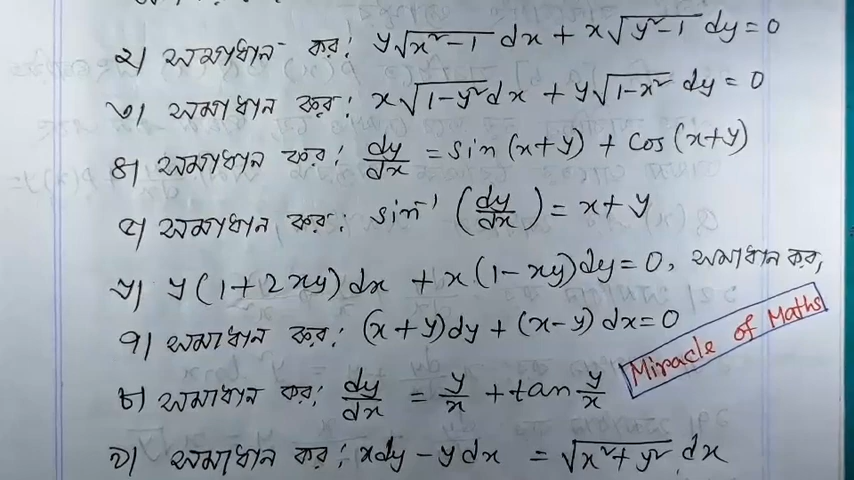 ২। সমাধান কর: y√(x²-1) dx + x√(y²-1) dy = 0
৩। সমাধান কর: x√(1-y²) dx + y√(1-x²) dy = 0
৪। সমাধান কর: dy/dx = sin (x+y) + cos (x+y)
৫। সমাধান কর: sin⁻¹ (dy/dx) = x+y
৬। y(1+2xy) dx + x(1-xy) dy = 0, সমাধান কর,
৭। সমাধান কর: (x+y) dy + (x-y) dx = 0
Miracle of Maths
৮। সমাধান কর: dy/dx = y/x + tan y/x
৯। সমাধান কর: xdy - ydx = √(x²+y²) dx